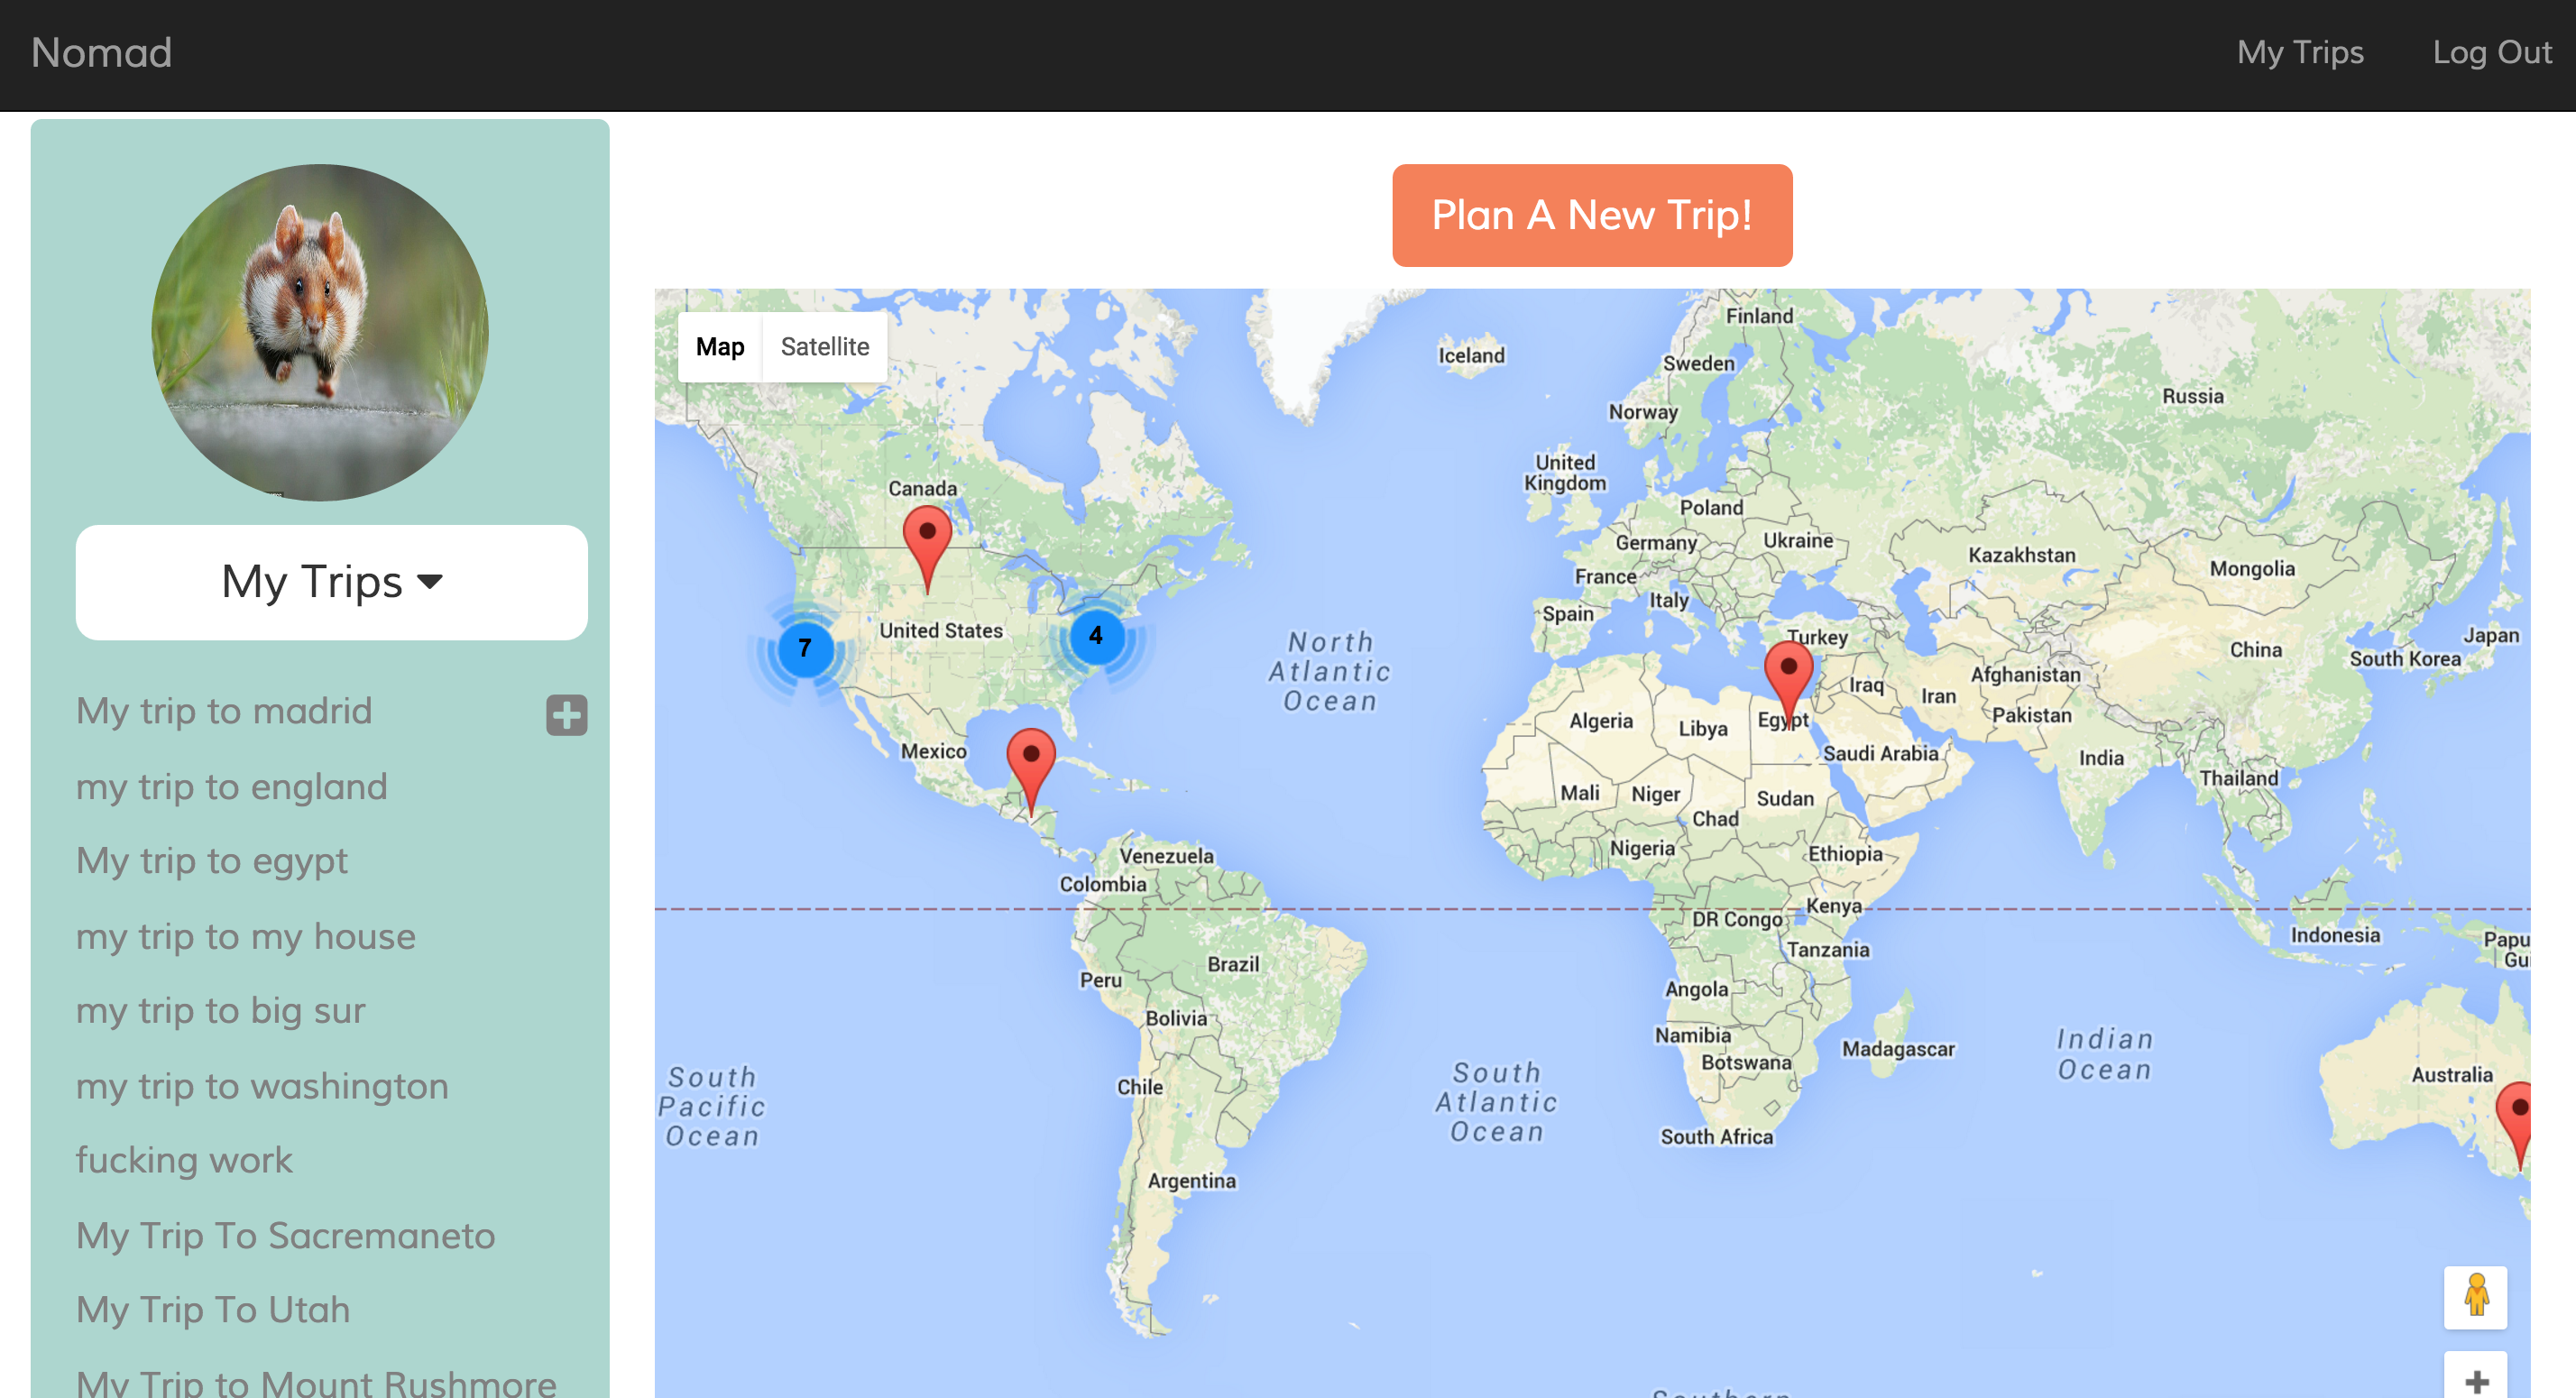 Nomad
My Trips
Log Out
Plan A New Trip!
My Trips
My trip to madrid
my trip to england
My trip to egypt
my trip to my house
my trip to big sur
my trip to washington
fucking work
My Trip To Sacremaneto
My Trip To Utah
My Trip to Mount Rushmore
Map
Satellite
Finland
Iceland
Sweden
Russia
Norway
United
Kingdom
Canada
Poland
Germany
Ukraine
Kazakhstan
Mongolia
France
Italy
Spain
United States
7
4
North
Atlantic
Ocean
Turkey
Japan
China
South Korea
Afghanistan
Iraq
Iran
Pakistan
Algeria
Libya
Egypt
Saudi Arabia
India
Thailand
Mexico
Mali
Niger
Sudan
Chad
Nigeria
Ethiopia
Venezuela
Colombia
DR Congo
Kenya
Indonesia
Papu
Gu
Tanzania
Brazil
Peru
Angola
Bolivia
Namibia
Botswana
Madagascar
Indian
Ocean
South
Pacific
Ocean
Chile
South
Atlantic
Ocean
Australia
South Africa
Argentina
Southern